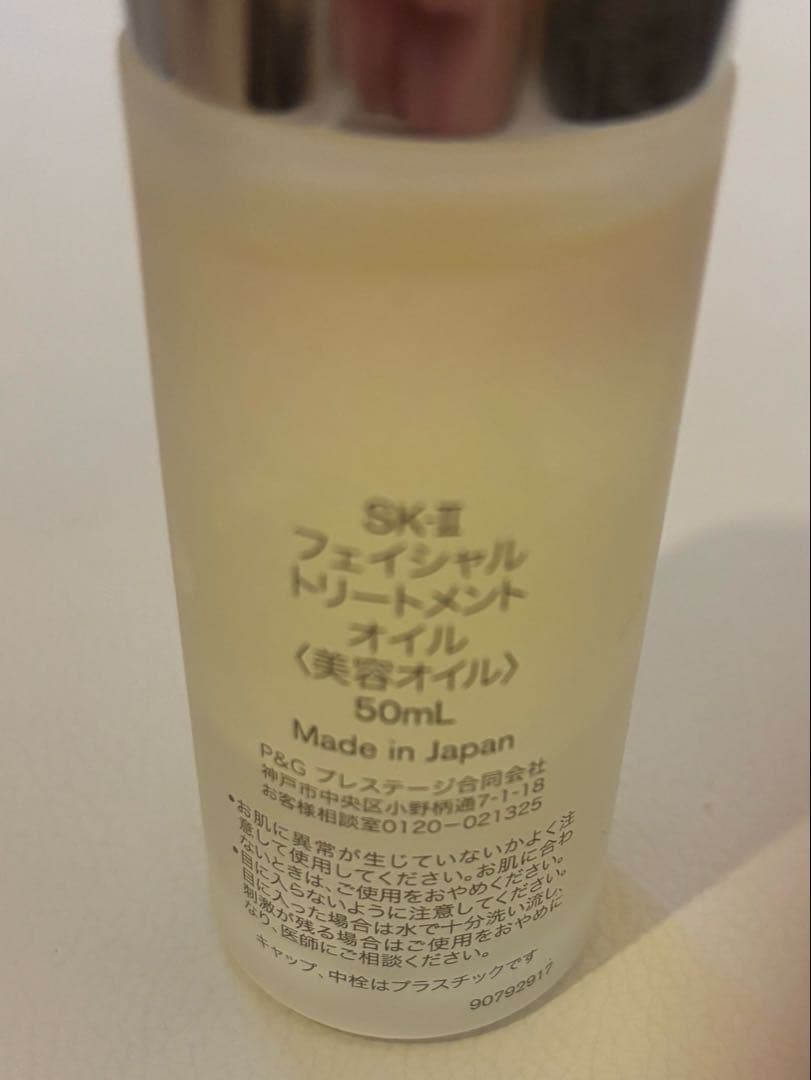 SK-Ⅱ
フェイシャル
トリートメント
オイル
〈美容オイル〉
50mL
Made in Japan
P&G プレステージ合同会社
神戸市中央区小野柄通7-1-18
お客様相談室0120-021325
•お肌に異常が生じていないかよく注
意して使用してください。お肌に合わ
ないときは、ご使用をおやめください。
•目に入らないように注意してください。
目に入った場合は水で十分洗い流し、
刺激が残る場合はご使用をおやめに
なり、医師にご相談ください。
キャップ、中栓はプラスチックです
90792917